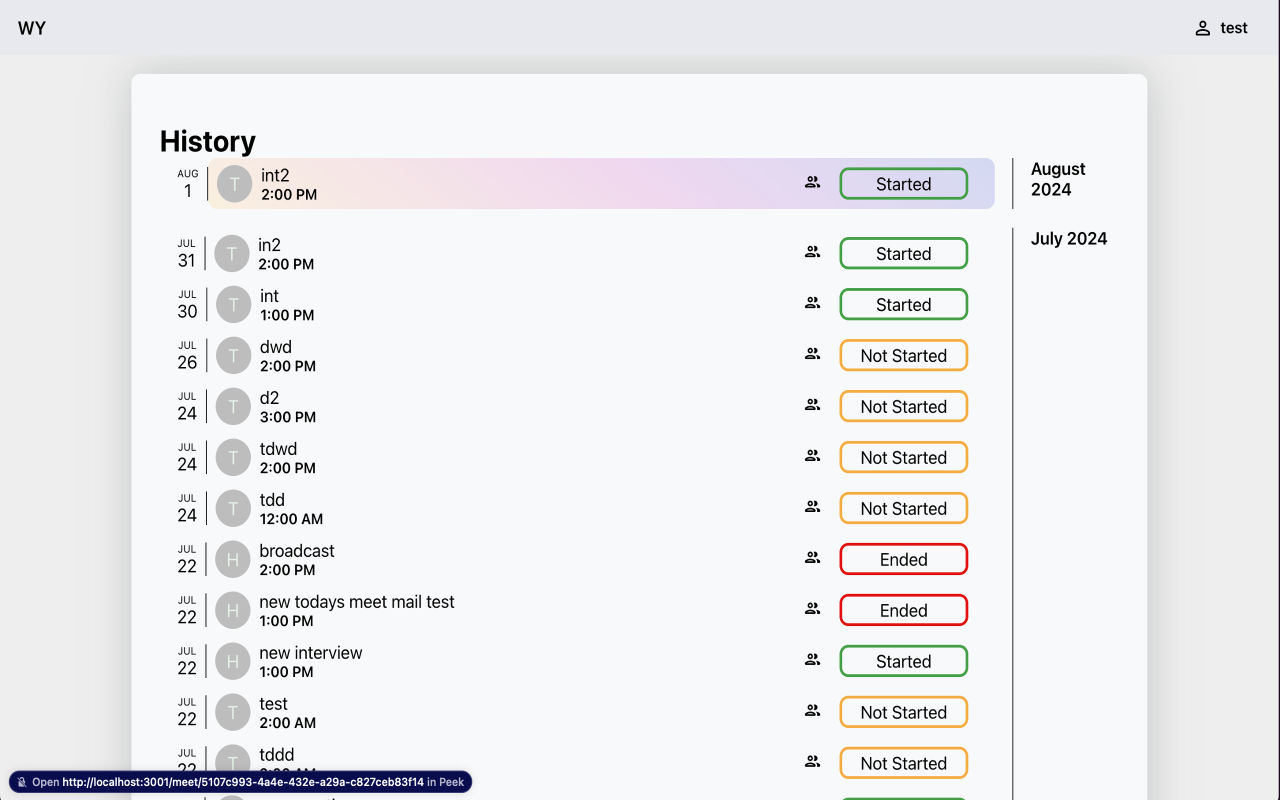 WY
test
History
AUG
1
T
int2
2:00 PM
Started
August
2024
JUL
31
T
in2
2:00 PM
Started
July 2024
JUL
30
T
int
1:00 PM
Started
JUL
26
T
dwd
2:00 PM
Not Started
JUL
24
T
d2
3:00 PM
Not Started
JUL
24
T
tdwd
2:00 PM
Not Started
JUL
24
T
tdd
12:00 AM
Not Started
JUL
22
H
broadcast
2:00 PM
Ended
JUL
22
H
new todays meet mail test
1:00 PM
Ended
JUL
22
H
new interview
1:00 PM
Started
JUL
22
T
test
2:00 AM
Not Started
JUL
22
T
tddd
Not Started
Open http://localhost:3001/meet/5107c993-4a4e-432e-a29a-c827ceb83f14 in Peek